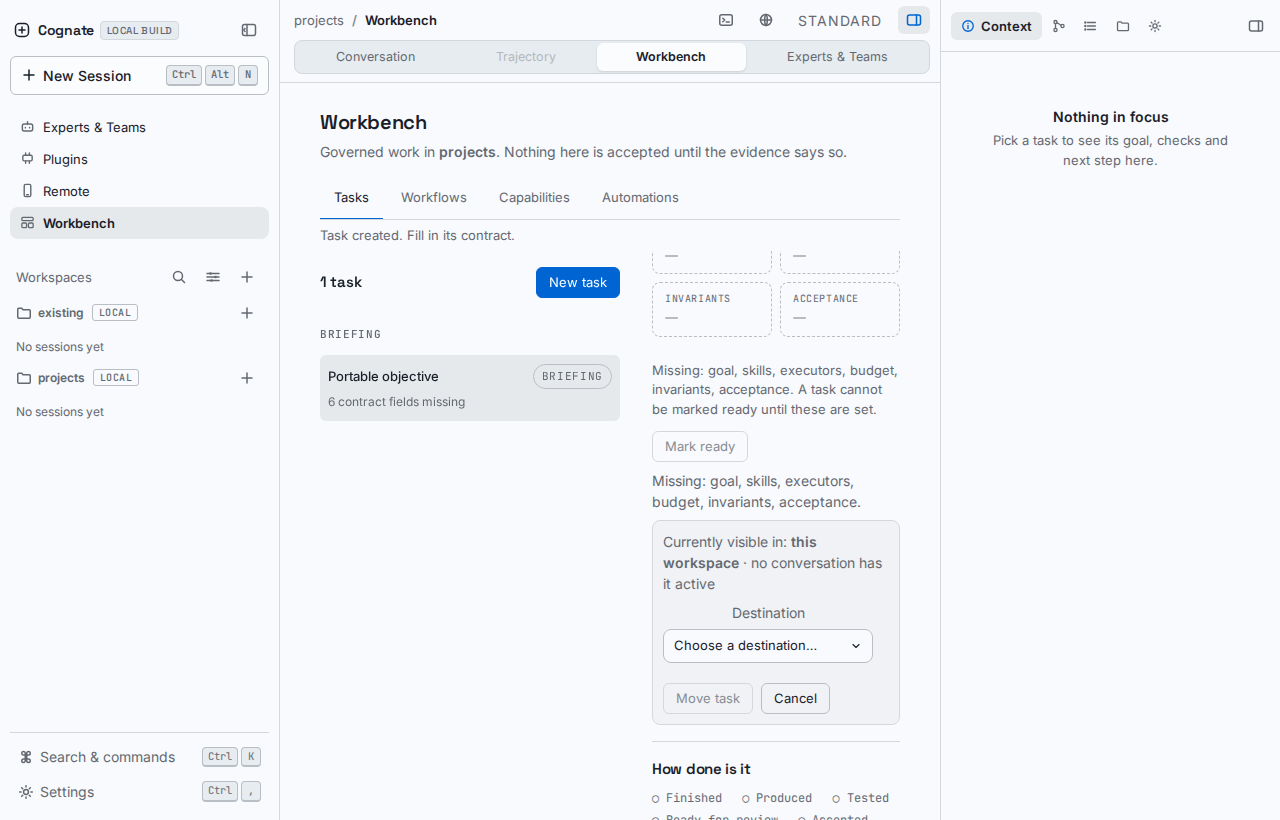 Cognate LOCAL BUILD
New Session Ctrl Alt N
Experts & Teams
Plugins
Remote
Workbench
Workspaces
existing LOCAL
No sessions yet
projects LOCAL
No sessions yet
Search & commands Ctrl K
Settings Ctrl ,
projects / Workbench
STANDARD
Conversation Trajectory Workbench Experts & Teams
Workbench
Governed work in projects. Nothing here is accepted until the evidence says so.
Tasks Workflows Capabilities Automations
Task created. Fill in its contract.
1 task New task
BRIEFING
Portable objective BRIEFING
6 contract fields missing
— —
INVARIANTS ACCEPTANCE
— —
Missing: goal, skills, executors, budget,
invariants, acceptance. A task cannot
be marked ready until these are set.
Mark ready
Missing: goal, skills, executors,
budget, invariants, acceptance.
Currently visible in: this
workspace · no conversation has
it active
Destination
Choose a destination...
Move task Cancel
How done is it
○ Finished ○ Produced ○ Tested
○ Ready for review ○ Accepted
Context
Nothing in focus
Pick a task to see its goal, checks and
next step here.